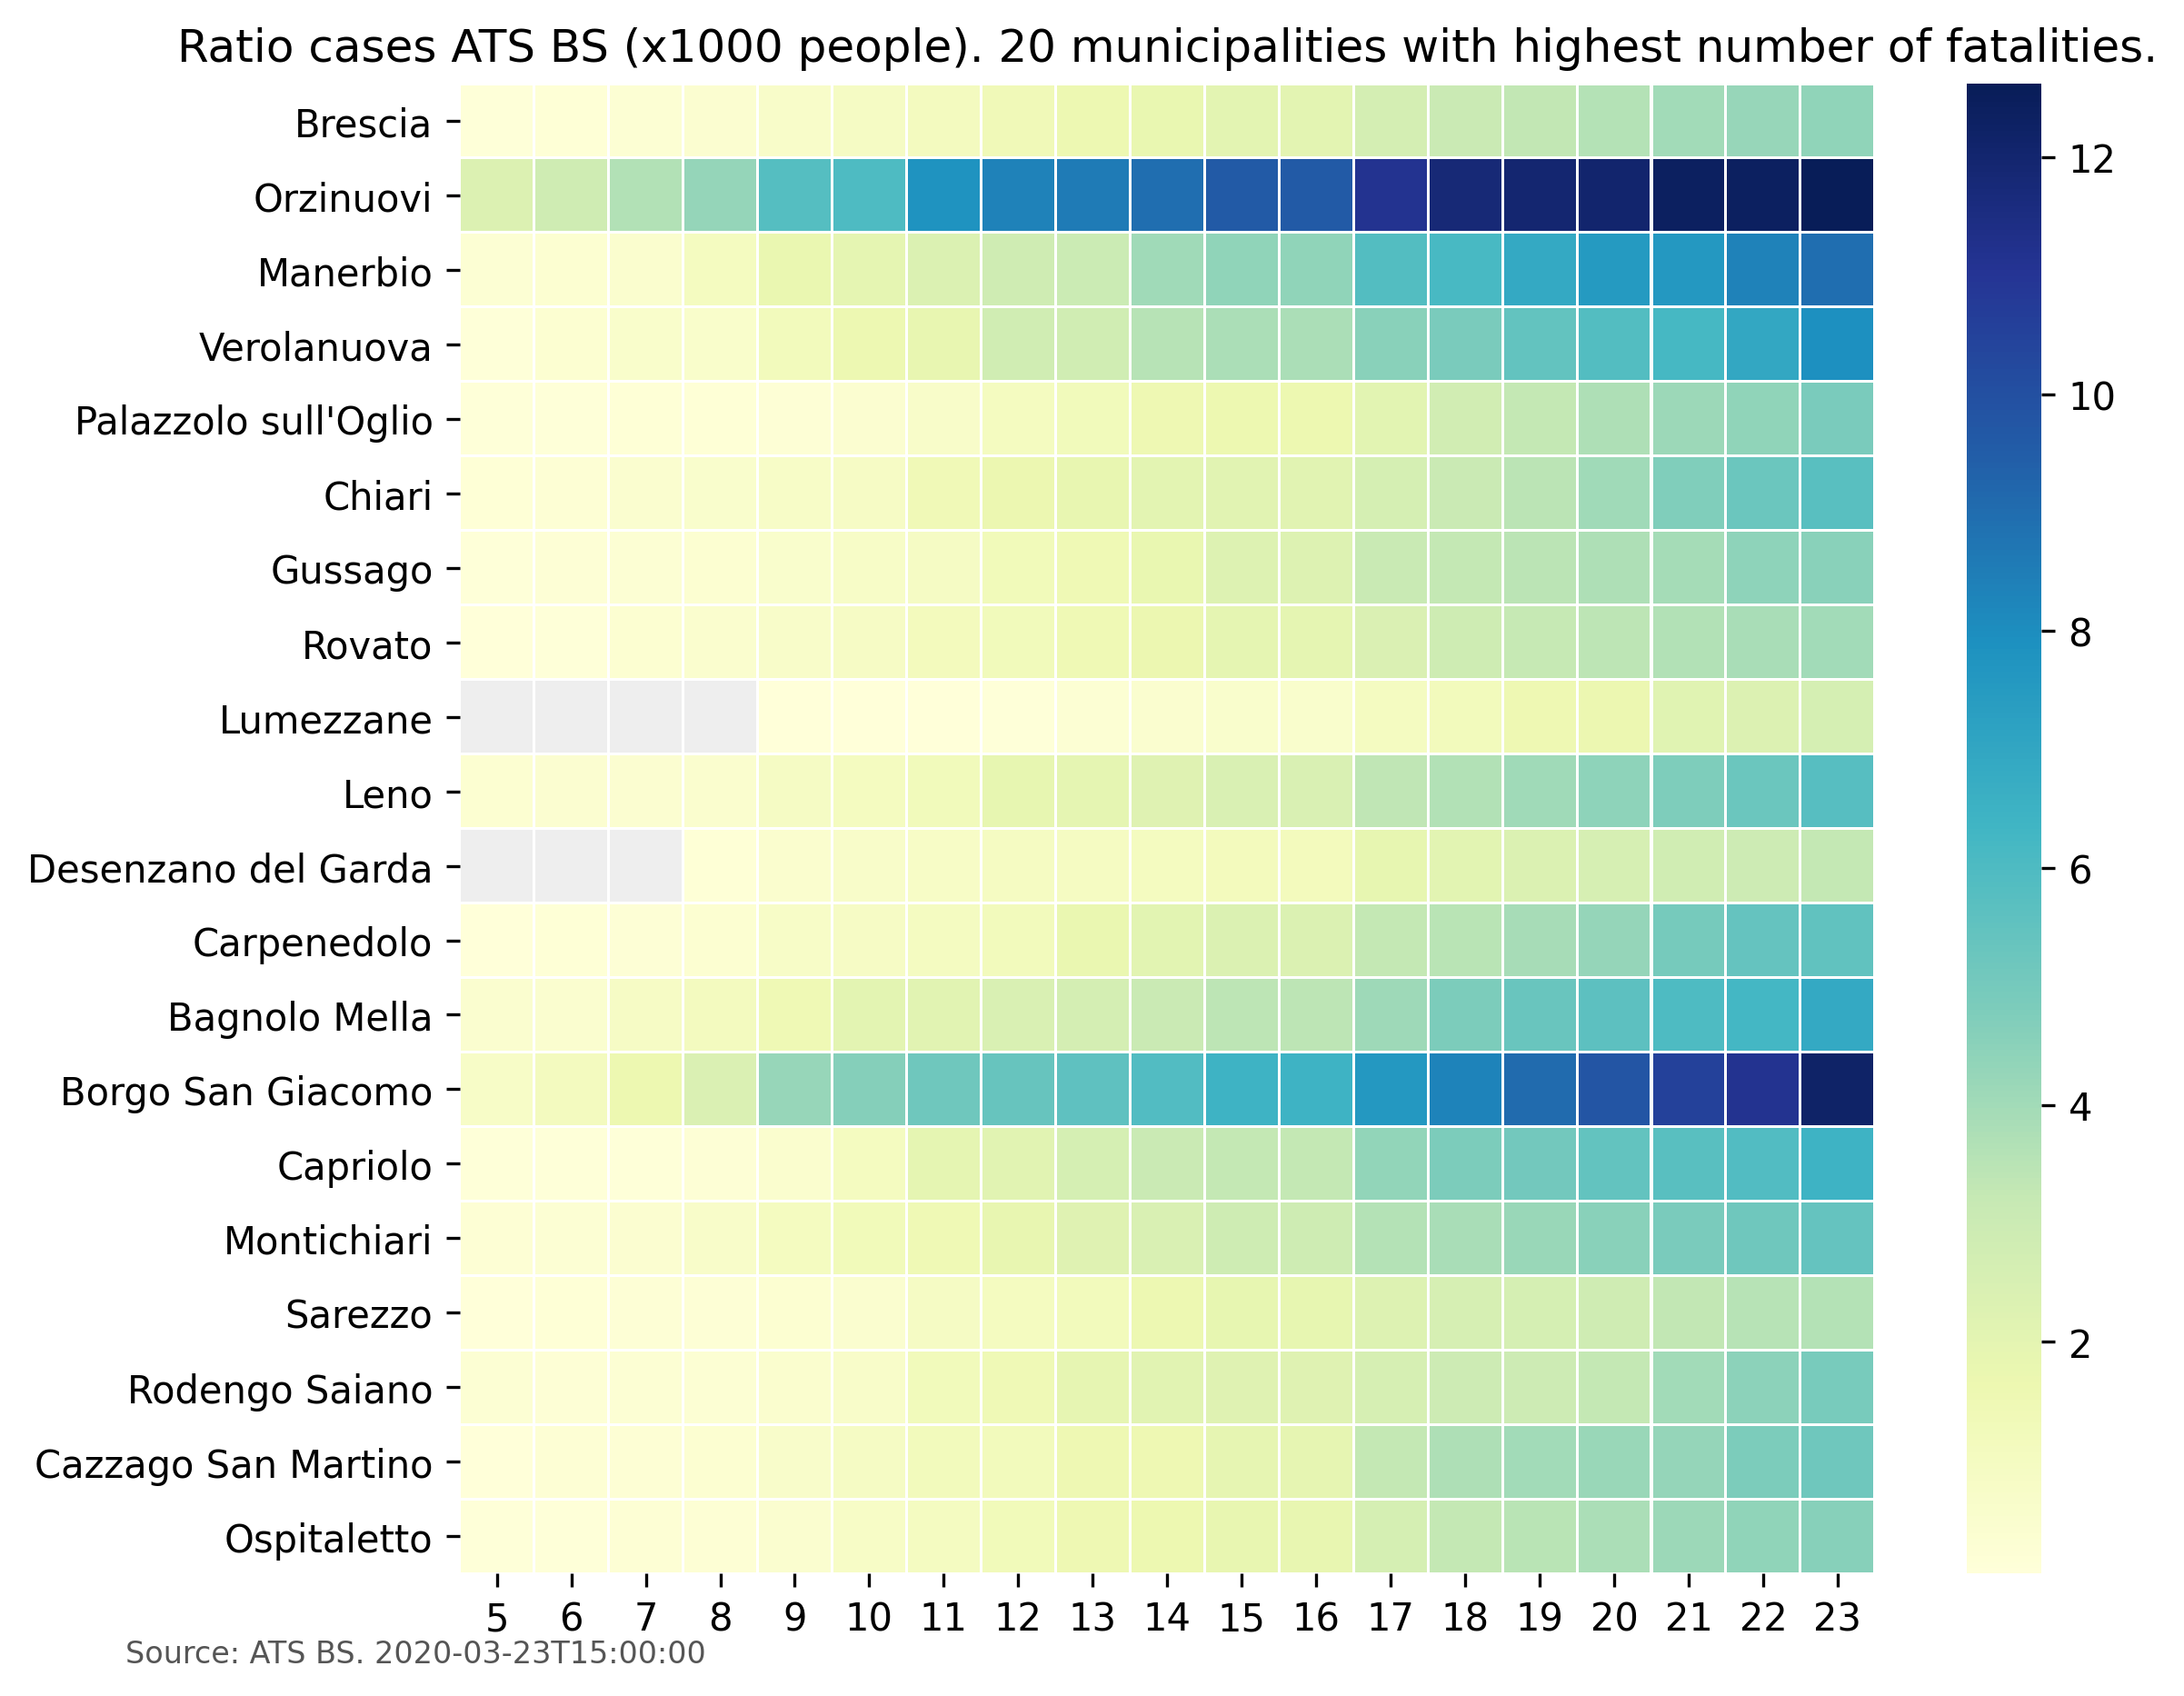 Ratio cases ATS BS (x1000 people). 20 municipalities with highest number of fatalities.
Brescia
Orzinuovi
Manerbio
Verolanuova
Palazzolo sull'Oglio
Chiari
Gussago
Rovato
Lumezzane
Leno
Desenzano del Garda
Carpenedolo
Bagnolo Mella
Borgo San Giacomo
Capriolo
Montichiari
Sarezzo
Rodengo Saiano
Cazzago San Martino
Ospitaletto
5 6 7 8 9 10 11 12 13 14 15 16 17 18 19 20 21 22 23
12
10
8
6
4
2
Source: ATS BS. 2020-03-23T15:00:00